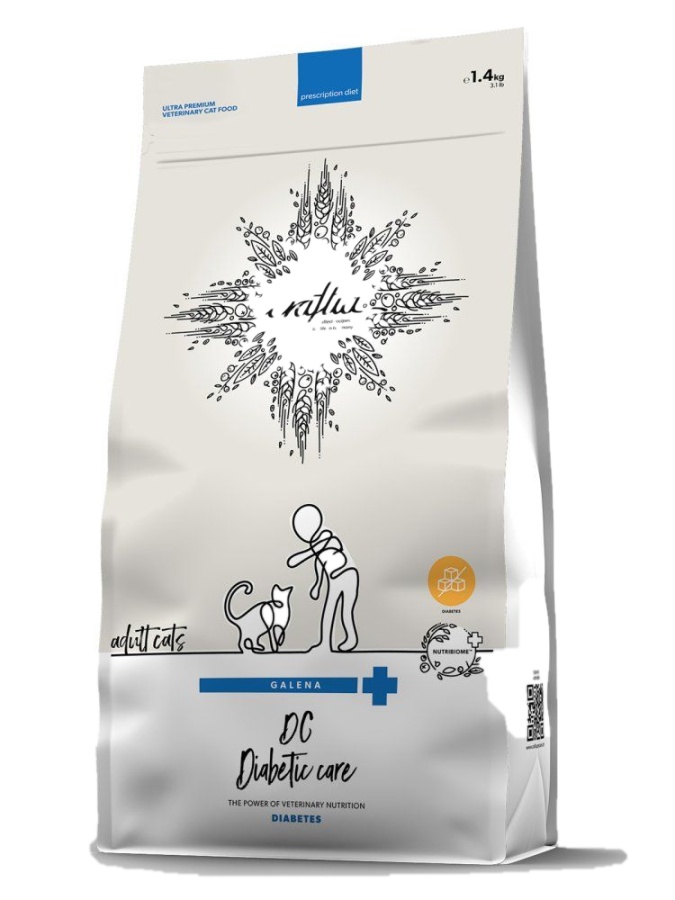 prescription diet
℮1.4kg
3.1 lb
ULTRA PREMIUM
VETERINARY CAT FOOD
DIABETES
adult cats
NUTRIBIOME™
GALENA
DC
Diabetic care
THE POWER OF VETERINARY NUTRITION
DIABETES